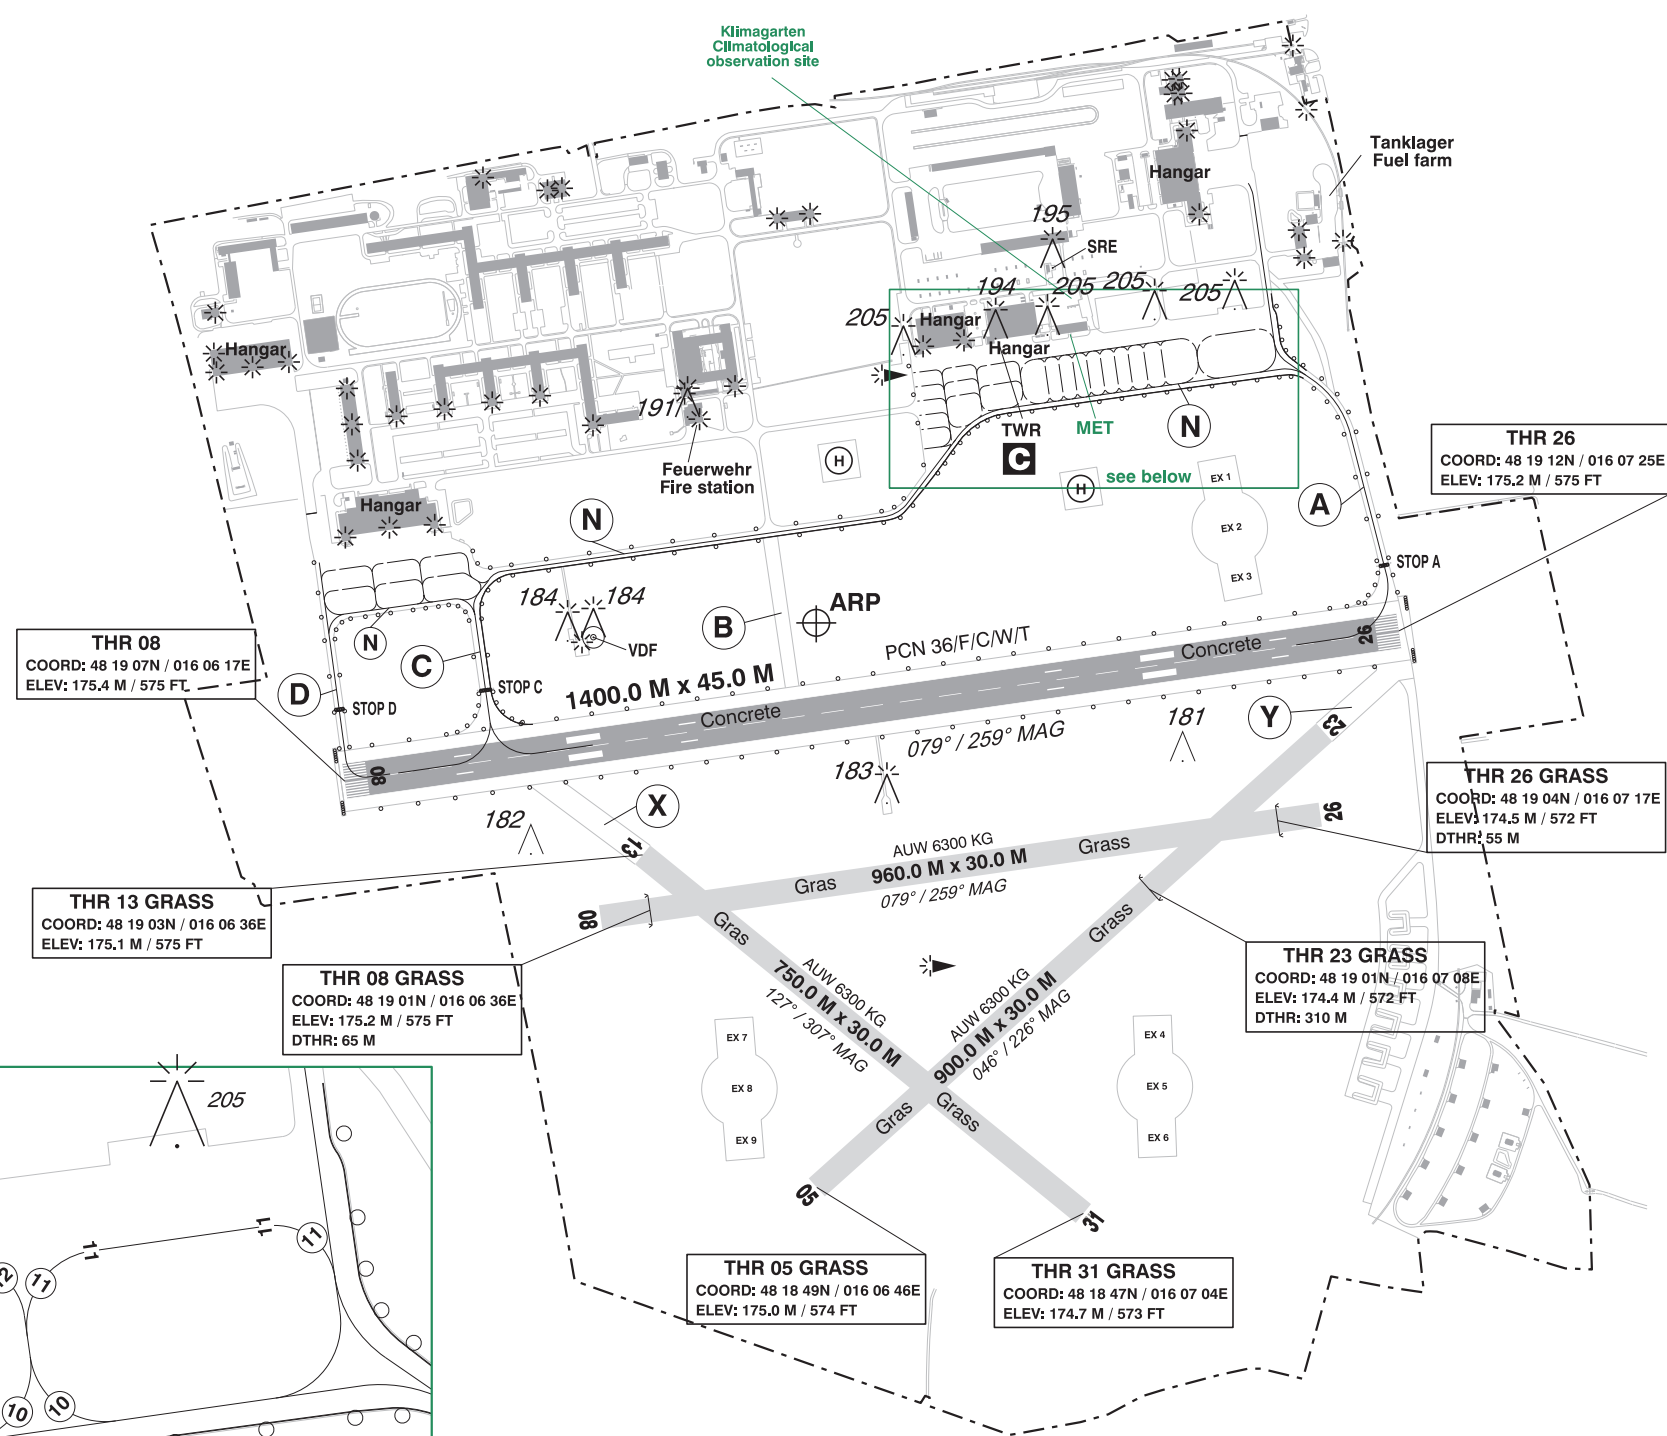 Klimagarten
Climatological
observation site
Tanklager
Fuel farm
Hangar
195
SRE
194
205
205
205
205
Hangar
Hangar
Hangar
191
TWR
C
MET
N
see below
H
H
Feuerwehr
Fire station
Hangar
N
EX 1
EX 2
EX 3
A
STOP A
THR 26
COORD: 48 19 12N / 016 07 25E
ELEV: 175.2 M / 575 FT
184
184
VDF
B
ARP
N
C
D
STOP C
STOP D
THR 08
COORD: 48 19 07N / 016 06 17E
ELEV: 175.4 M / 575 FT
PCN 36/F/C/W/T
1400.0 M x 45.0 M
Concrete
Concrete
26
08
079° / 259° MAG
181
Y
23
183
182
X
13
THR 26 GRASS
COORD: 48 19 04N / 016 07 17E
ELEV: 174.5 M / 572 FT
DTHR: 55 M
26
AUW 6300 KG
Gras
960.0 M x 30.0 M
Grass
079° / 259° MAG
08
THR 13 GRASS
COORD: 48 19 03N / 016 06 36E
ELEV: 175.1 M / 575 FT
THR 08 GRASS
COORD: 48 19 01N / 016 06 36E
ELEV: 175.2 M / 575 FT
DTHR: 65 M
Gras
AUW 6300 KG
750.0 M x 30.0 M
127° / 307° MAG
Grass
Grass
AUW 6300 KG
900.0 M x 30.0 M
046° / 226° MAG
Gras
THR 23 GRASS
COORD: 48 19 01N / 016 07 08E
ELEV: 174.4 M / 572 FT
DTHR: 310 M
EX 7
EX 8
EX 9
EX 4
EX 5
EX 6
05
31
THR 05 GRASS
COORD: 48 18 49N / 016 06 46E
ELEV: 175.0 M / 574 FT
THR 31 GRASS
COORD: 48 18 47N / 016 07 04E
ELEV: 174.7 M / 573 FT
205
11
11
11
12
11
10
10